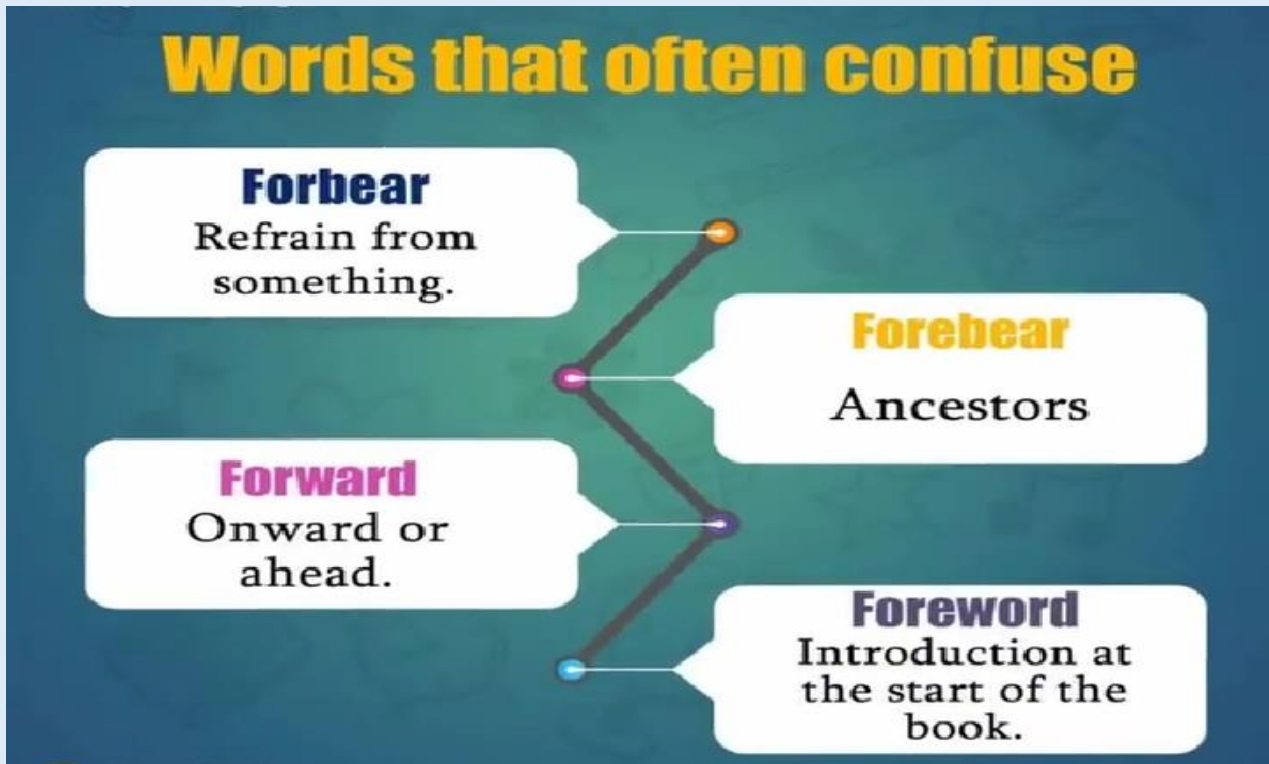 Words that often confuse
Forbear
Refrain from
something.
Forebear
Ancestors
Forward
Onward or
ahead.
Foreword
Introduction at
the start of the
book.